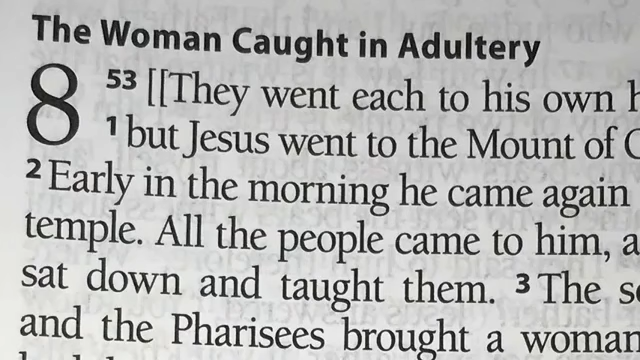 The Woman Caught in Adultery
8 53 [[They went each to his own
1 but Jesus went to the Mount of
2 Early in the morning he came again
temple. All the people came to him,
sat down and taught them. 3 The
and the Pharisees brought a woman